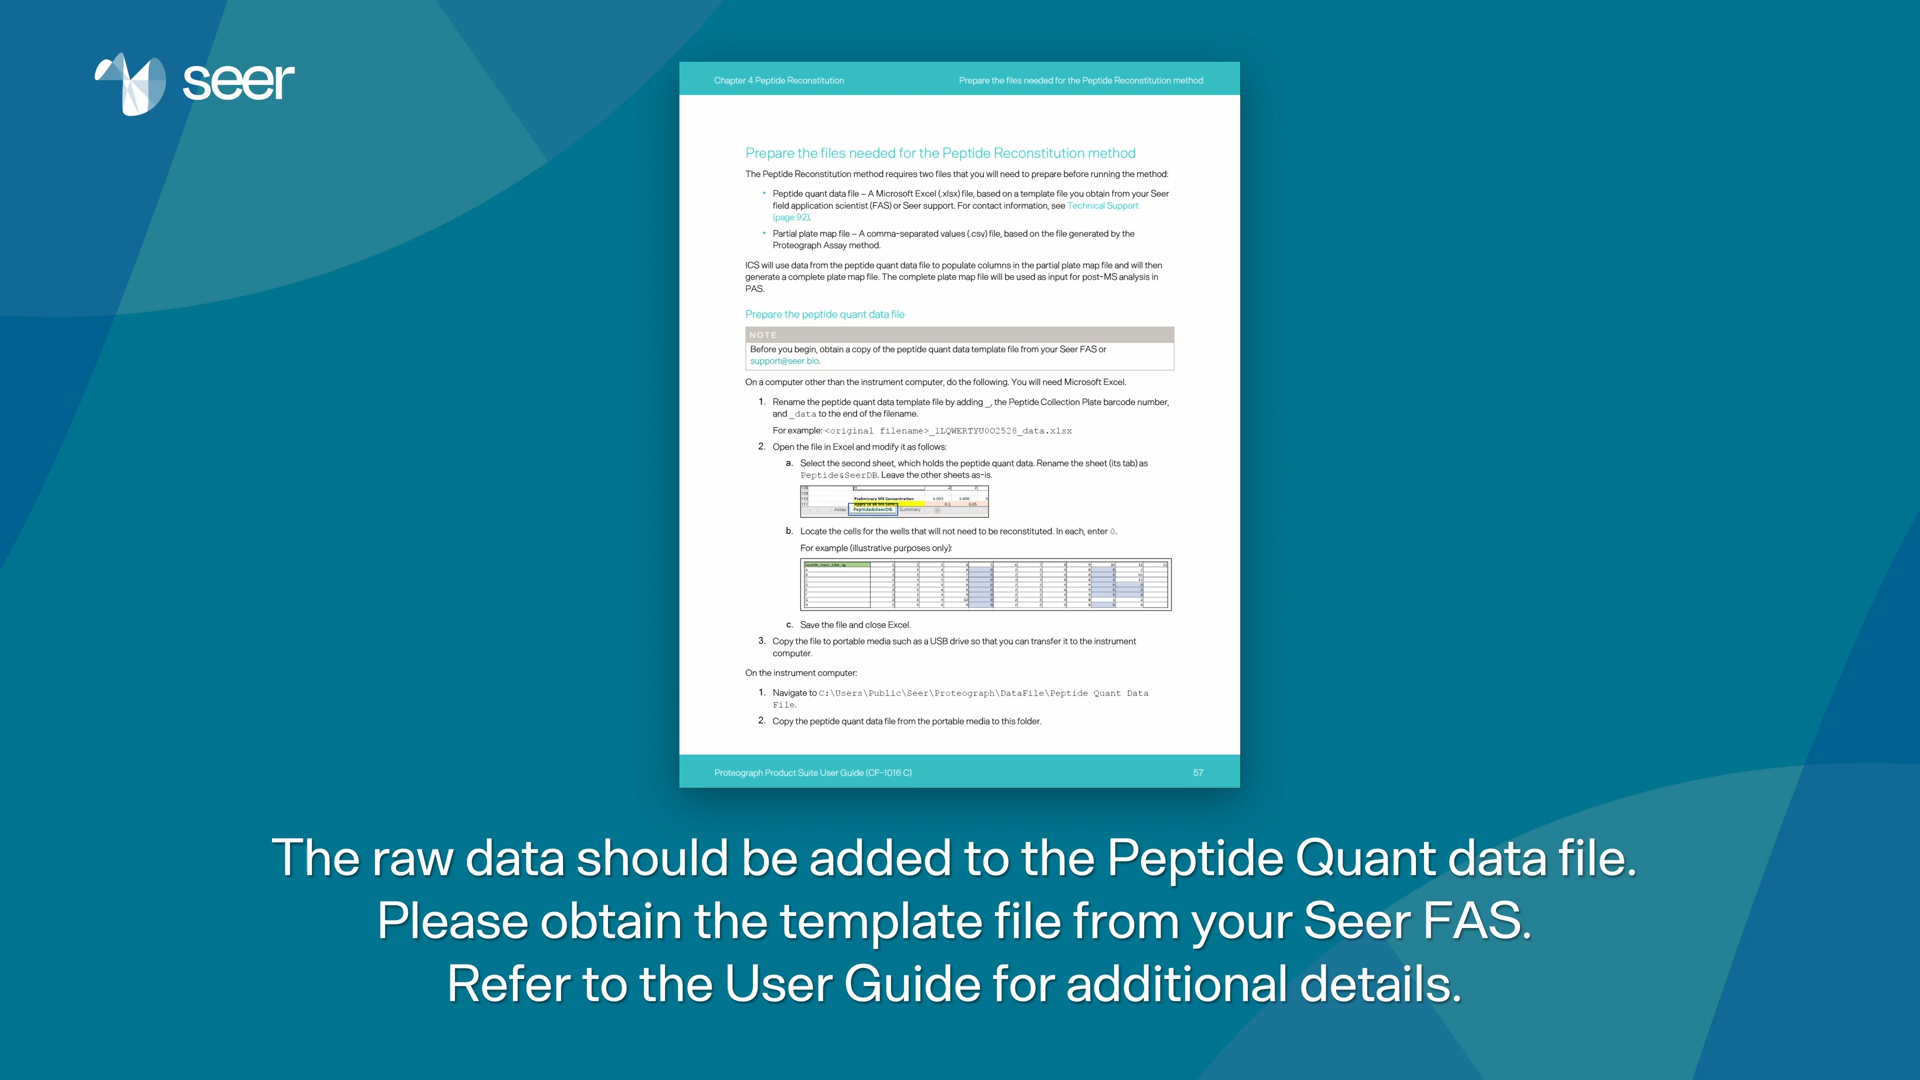 seer
Chapter 4 Peptide Reconstitution
Prepare the files needed for the Peptide Reconstitution method
Prepare the files needed for the Peptide Reconstitution method
The Peptide Reconstitution method requires two files that you will need to prepare before running the method:
• Peptide quant data file – A Microsoft Excel (.xlsx) file, based on a template file you obtain from your Seer
field application scientist (FAS) or Seer support. For contact information, see Technical Support
(page 92).
• Partial plate map file – A comma-separated values (.csv) file, based on the file generated by the
Proteograph Assay method.
ICS will use data from the peptide quant data file to populate columns in the partial plate map file and will then
generate a complete plate map file. The complete plate map file will be used as input for post-MS analysis in
PAS.
Prepare the peptide quant data file
NOTE
Before you begin, obtain a copy of the peptide quant data template file from your Seer FAS or
support@seer.bio.
On a computer other than the instrument computer, do the following. You will need Microsoft Excel.
1. Rename the peptide quant data template file by adding _, the Peptide Collection Plate barcode number,
and _data to the end of the filename.
For example: <original filename>_1LQWERTYU0O2528_data.xlsx
2. Open the file in Excel and modify it as follows:
a. Select the second sheet, which holds the peptide quant data. Rename the sheet (its tab) as
Peptide&SeerDB. Leave the other sheets as-is.
Preliminary MS Concentration
Assay Peptide&SeerDB Summary
b. Locate the cells for the wells that will not need to be reconstituted. In each, enter 0.
For example (illustrative purposes only):
c. Save the file and close Excel.
3. Copy the file to portable media such as a USB drive so that you can transfer it to the instrument
computer.
On the instrument computer:
1. Navigate to C:\Users\Public\Seer\Proteograph\DataFile\Peptide Quant Data
File.
2. Copy the peptide quant data file from the portable media to this folder.
Proteograph Product Suite User Guide (CF-1016 C)
57
The raw data should be added to the Peptide Quant data file.
Please obtain the template file from your Seer FAS.
Refer to the User Guide for additional details.